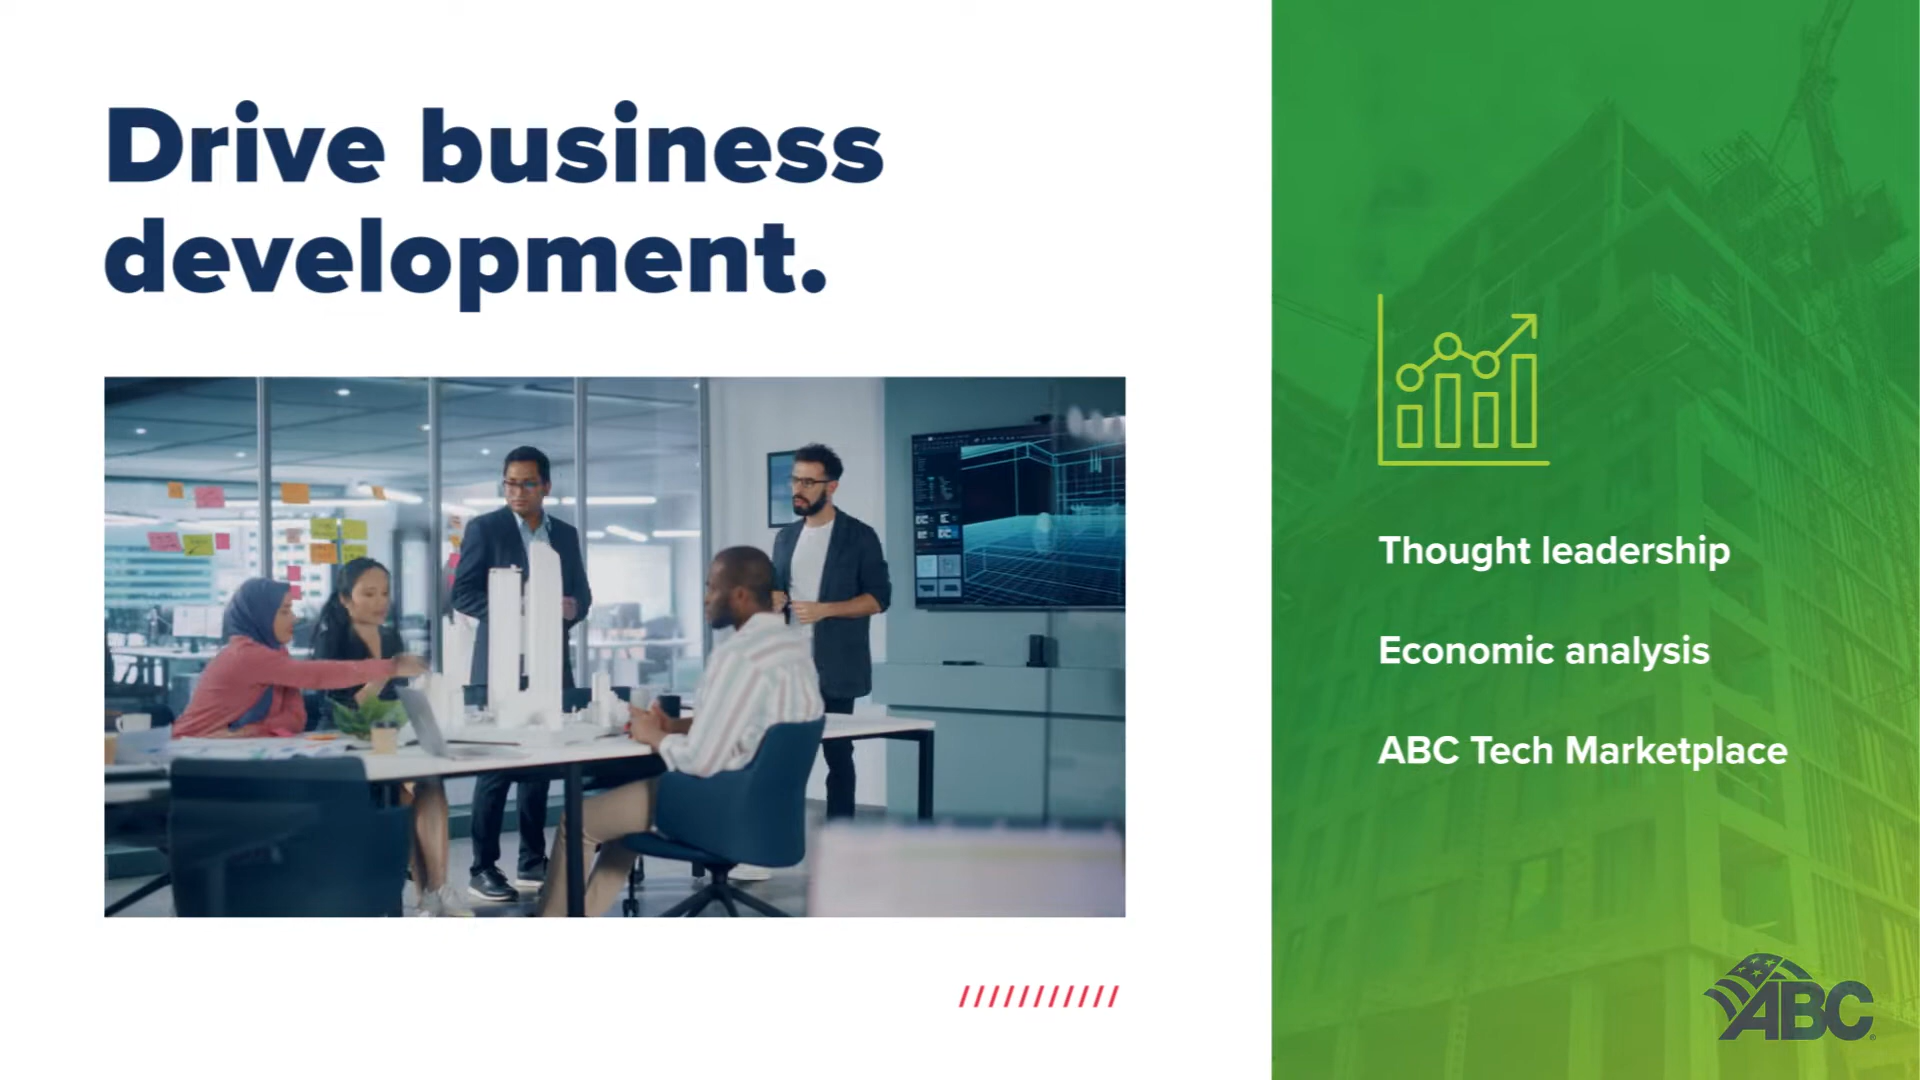 Drive business
development.
Thought leadership
Economic analysis
ABC Tech Marketplace
ABC